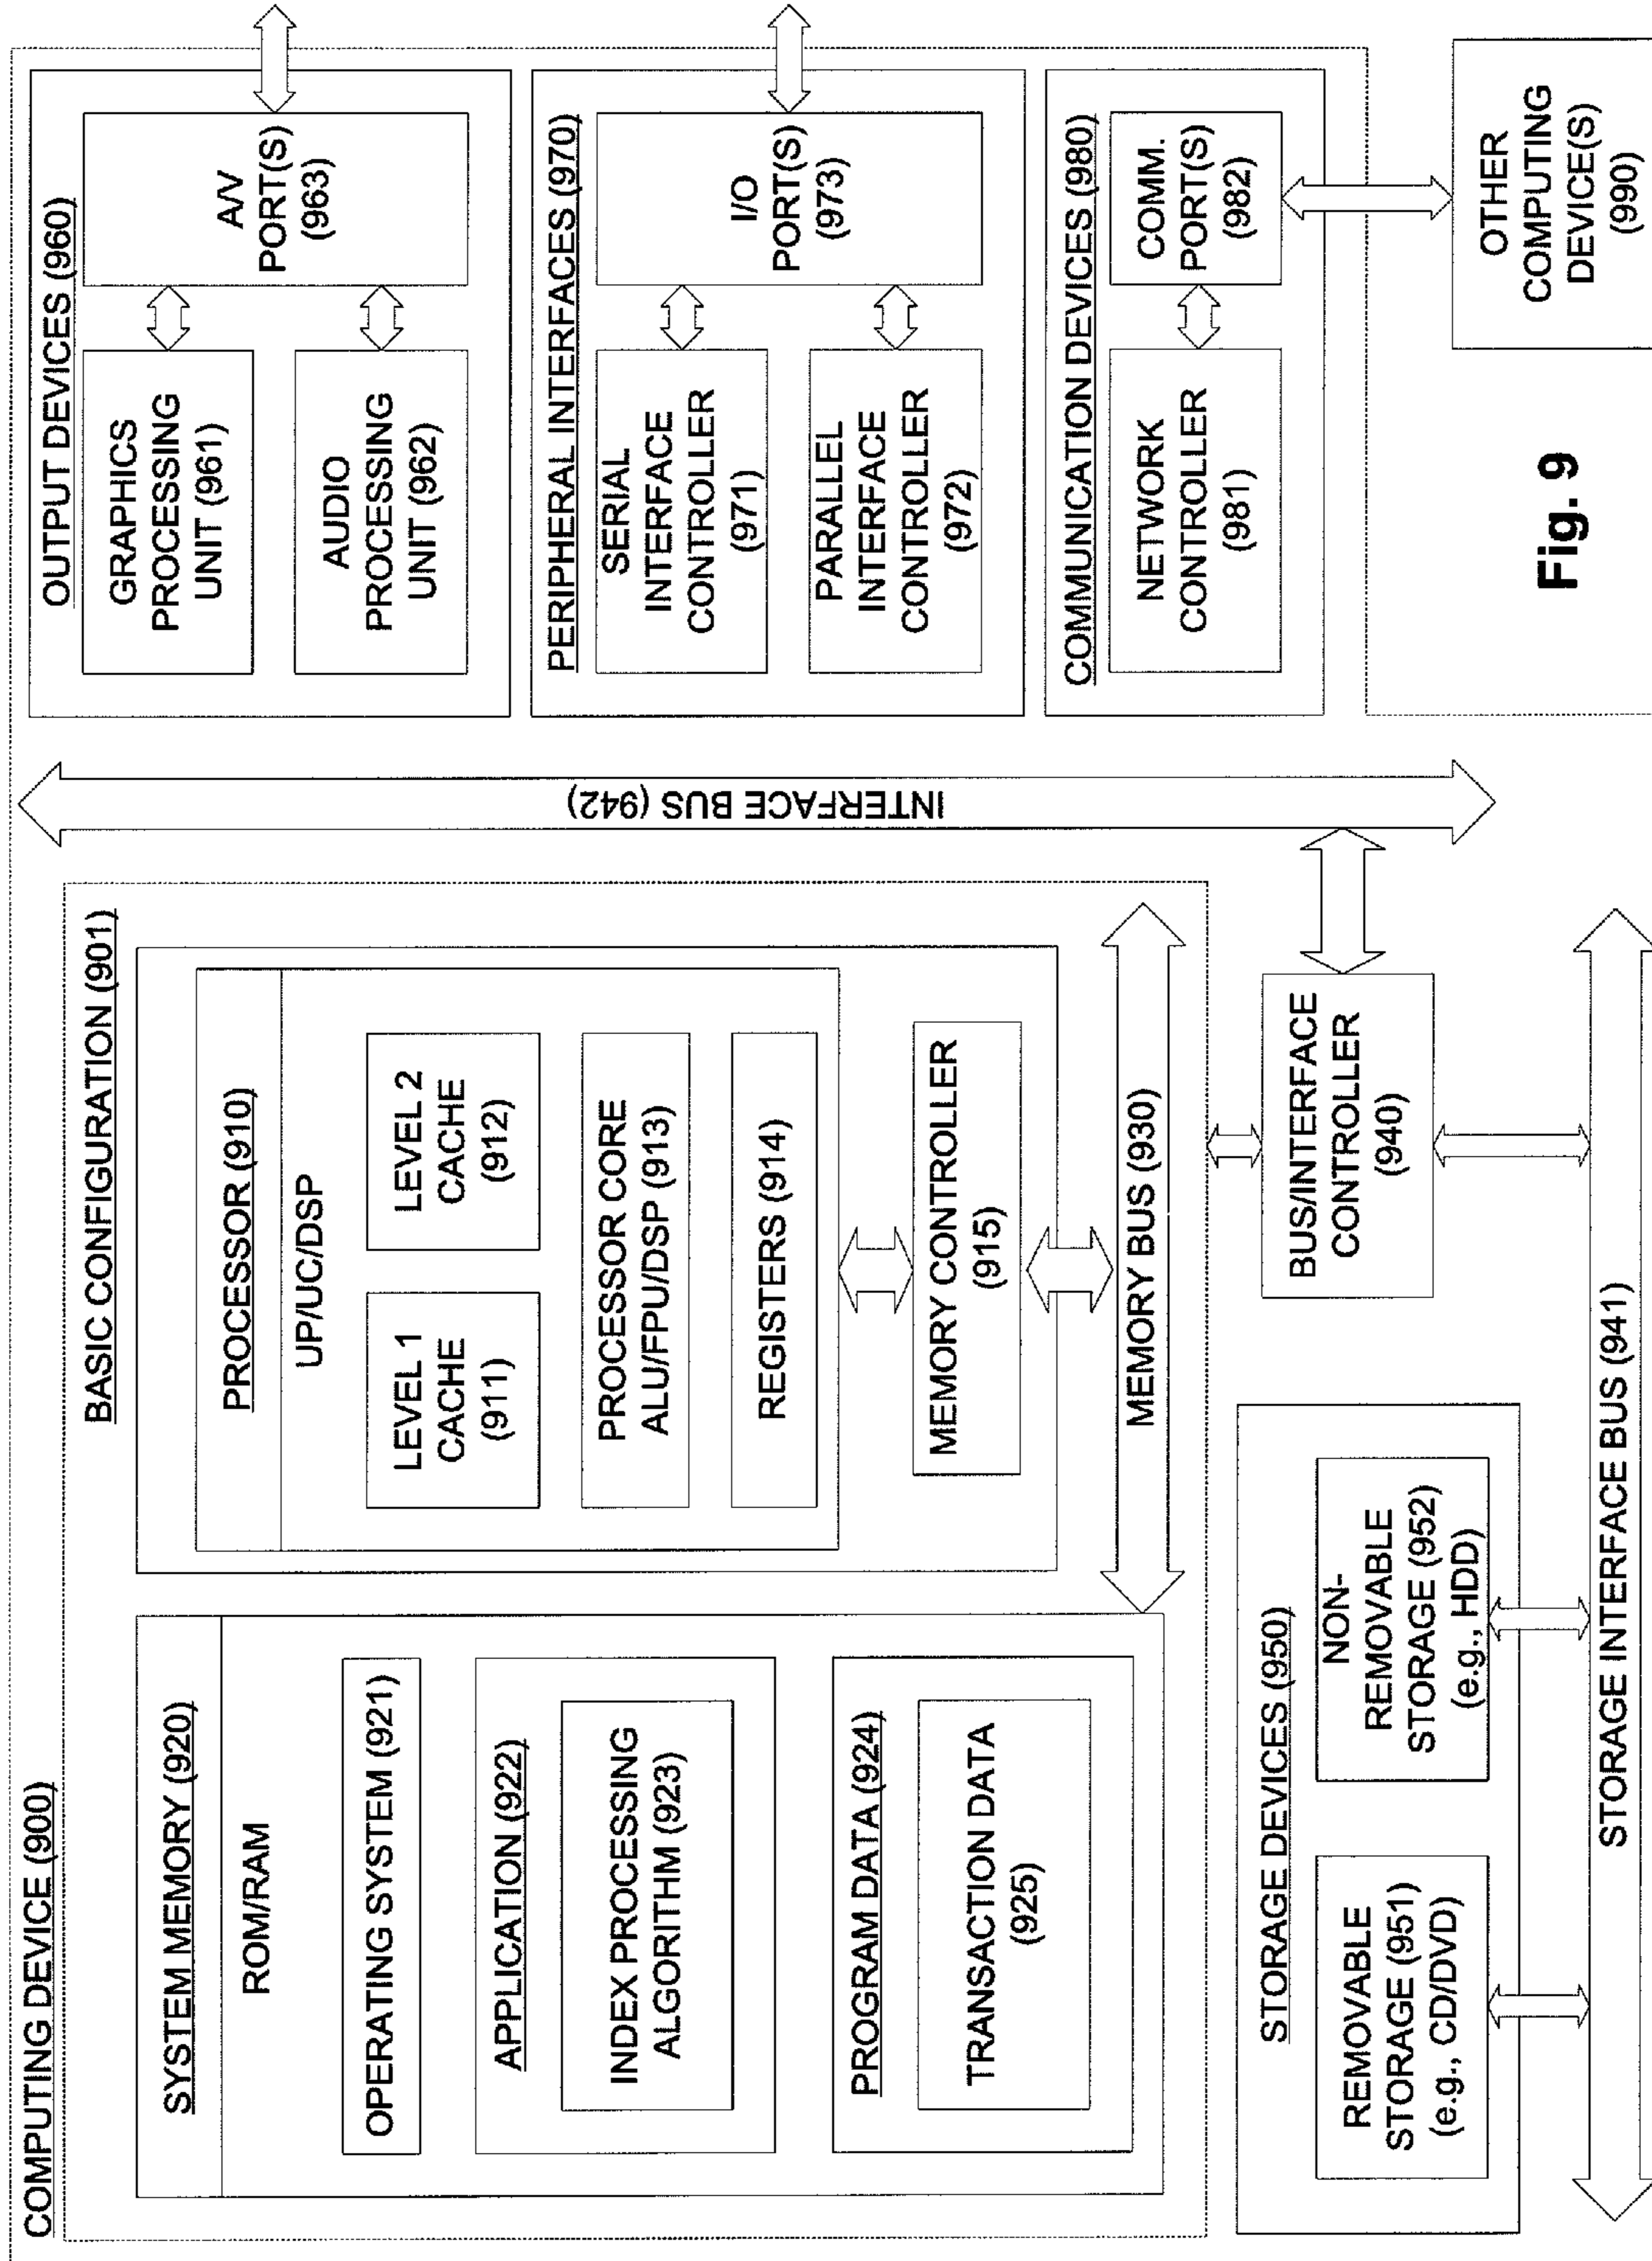 COMPUTING DEVICE (900)
BASIC CONFIGURATION (901)
SYSTEM MEMORY (920)
ROM/RAM
OPERATING SYSTEM (921)
APPLICATION (922)
INDEX PROCESSING
ALGORITHM (923)
PROGRAM DATA (924)
TRANSACTION DATA
(925)
PROCESSOR (910)
UP/UC/DSP
LEVEL 1
CACHE
(911)
LEVEL 2
CACHE
(912)
PROCESSOR CORE
ALU/FPU/DSP (913)
REGISTERS (914)
MEMORY CONTROLLER
(915)
MEMORY BUS (930)
BUS/INTERFACE
CONTROLLER
(940)
STORAGE DEVICES (950)
REMOVABLE
STORAGE (951)
(e.g., CD/DVD)
NON-
REMOVABLE
STORAGE (952)
(e.g., HDD)
STORAGE INTERFACE BUS (941)
INTERFACE BUS (942)
OUTPUT DEVICES (960)
GRAPHICS
PROCESSING
UNIT (961)
AUDIO
PROCESSING
UNIT (962)
A/V
PORT(S)
(963)
PERIPHERAL INTERFACES (970)
SERIAL
INTERFACE
CONTROLLER
(971)
PARALLEL
INTERFACE
CONTROLLER
(972)
I/O
PORT(S)
(973)
COMMUNICATION DEVICES (980)
NETWORK
CONTROLLER
(981)
COMM.
PORT(S)
(982)
OTHER
COMPUTING
DEVICE(S)
(990)
Fig. 9